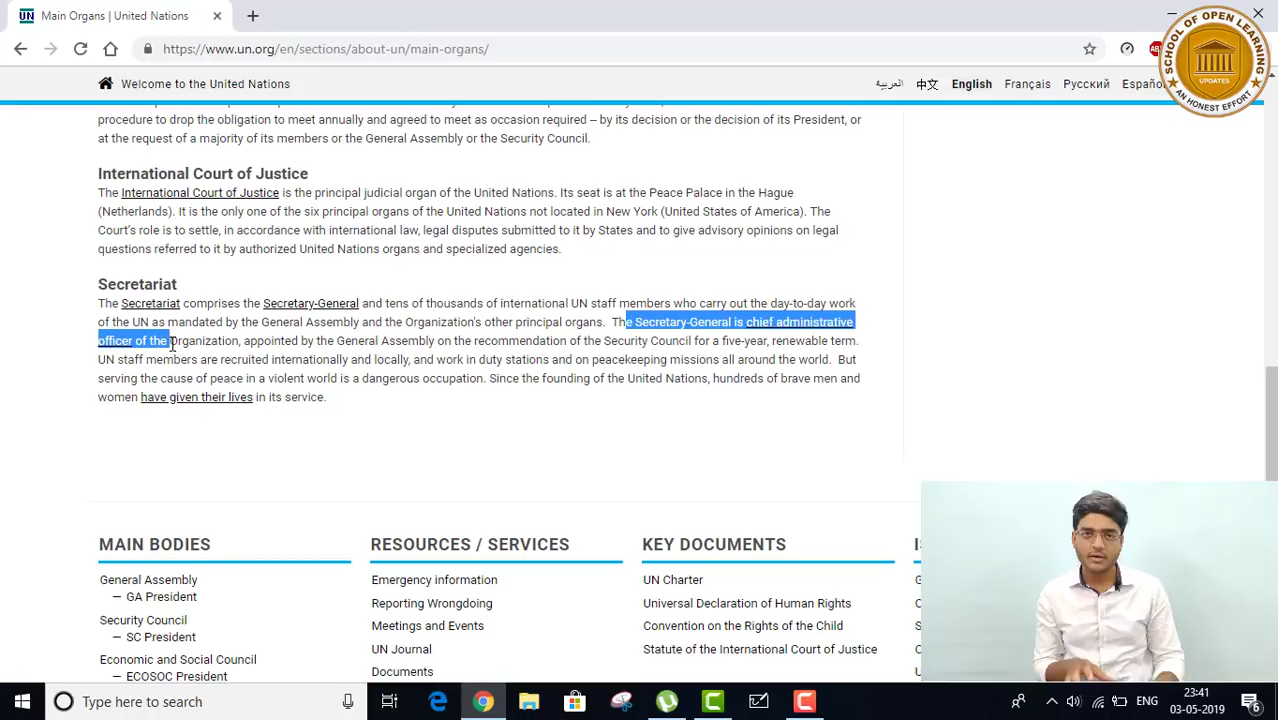 Main Organs | United Nations
https://www.un.org/en/sections/about-un/main-organs/
SCHOOL OF OPEN LEARNING
UPDATES
AN HONEST EFFORT
Welcome to the United Nations
العربية 中文 English Français Русский
procedure to drop the obligation to meet annually and agreed to meet as occasion required -- by its decision or the decision of its President, or
at the request of a majority of its members or the General Assembly or the Security Council.
International Court of Justice
The International Court of Justice is the principal judicial organ of the United Nations. Its seat is at the Peace Palace in the Hague
(Netherlands). It is the only one of the six principal organs of the United Nations not located in New York (United States of America). The
Court's role is to settle, in accordance with international law, legal disputes submitted to it by States and to give advisory opinions on legal
questions referred to it by authorized United Nations organs and specialized agencies.
Secretariat
The Secretariat comprises the Secretary-General and tens of thousands of international UN staff members who carry out the day-to-day work
of the UN as mandated by the General Assembly and the Organization's other principal organs. The Secretary-General is chief administrative
officer of the Organization, appointed by the General Assembly on the recommendation of the Security Council for a five-year, renewable term.
UN staff members are recruited internationally and locally, and work in duty stations and on peacekeeping missions all around the world. But
serving the cause of peace in a violent world is a dangerous occupation. Since the founding of the United Nations, hundreds of brave men and
women have given their lives in its service.
MAIN BODIES
General Assembly
— GA President
Security Council
— SC President
Economic and Social Council
— ECOSOC President
RESOURCES / SERVICES
Emergency information
Reporting Wrongdoing
Meetings and Events
UN Journal
Documents
KEY DOCUMENTS
UN Charter
Universal Declaration of Human Rights
Convention on the Rights of the Child
Statute of the International Court of Justice
Type here to search
ENG
23:41
03-05-2019
6